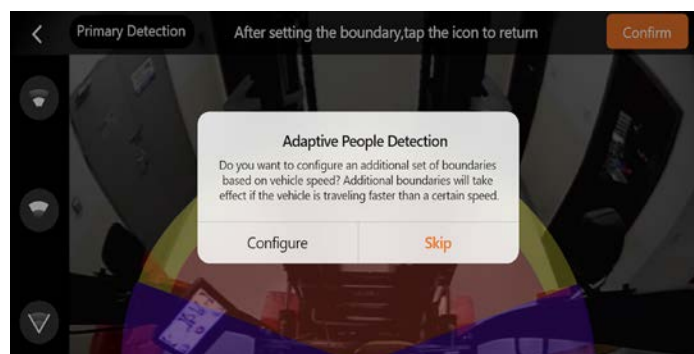 Primary Detection
After setting the boundary,tap the icon to return
Confirm
Adaptive People Detection
Do you want to configure an additional set of boundaries
based on vehicle speed? Additional boundaries will take
effect if the vehicle is traveling faster than a certain speed.
Configure
Skip